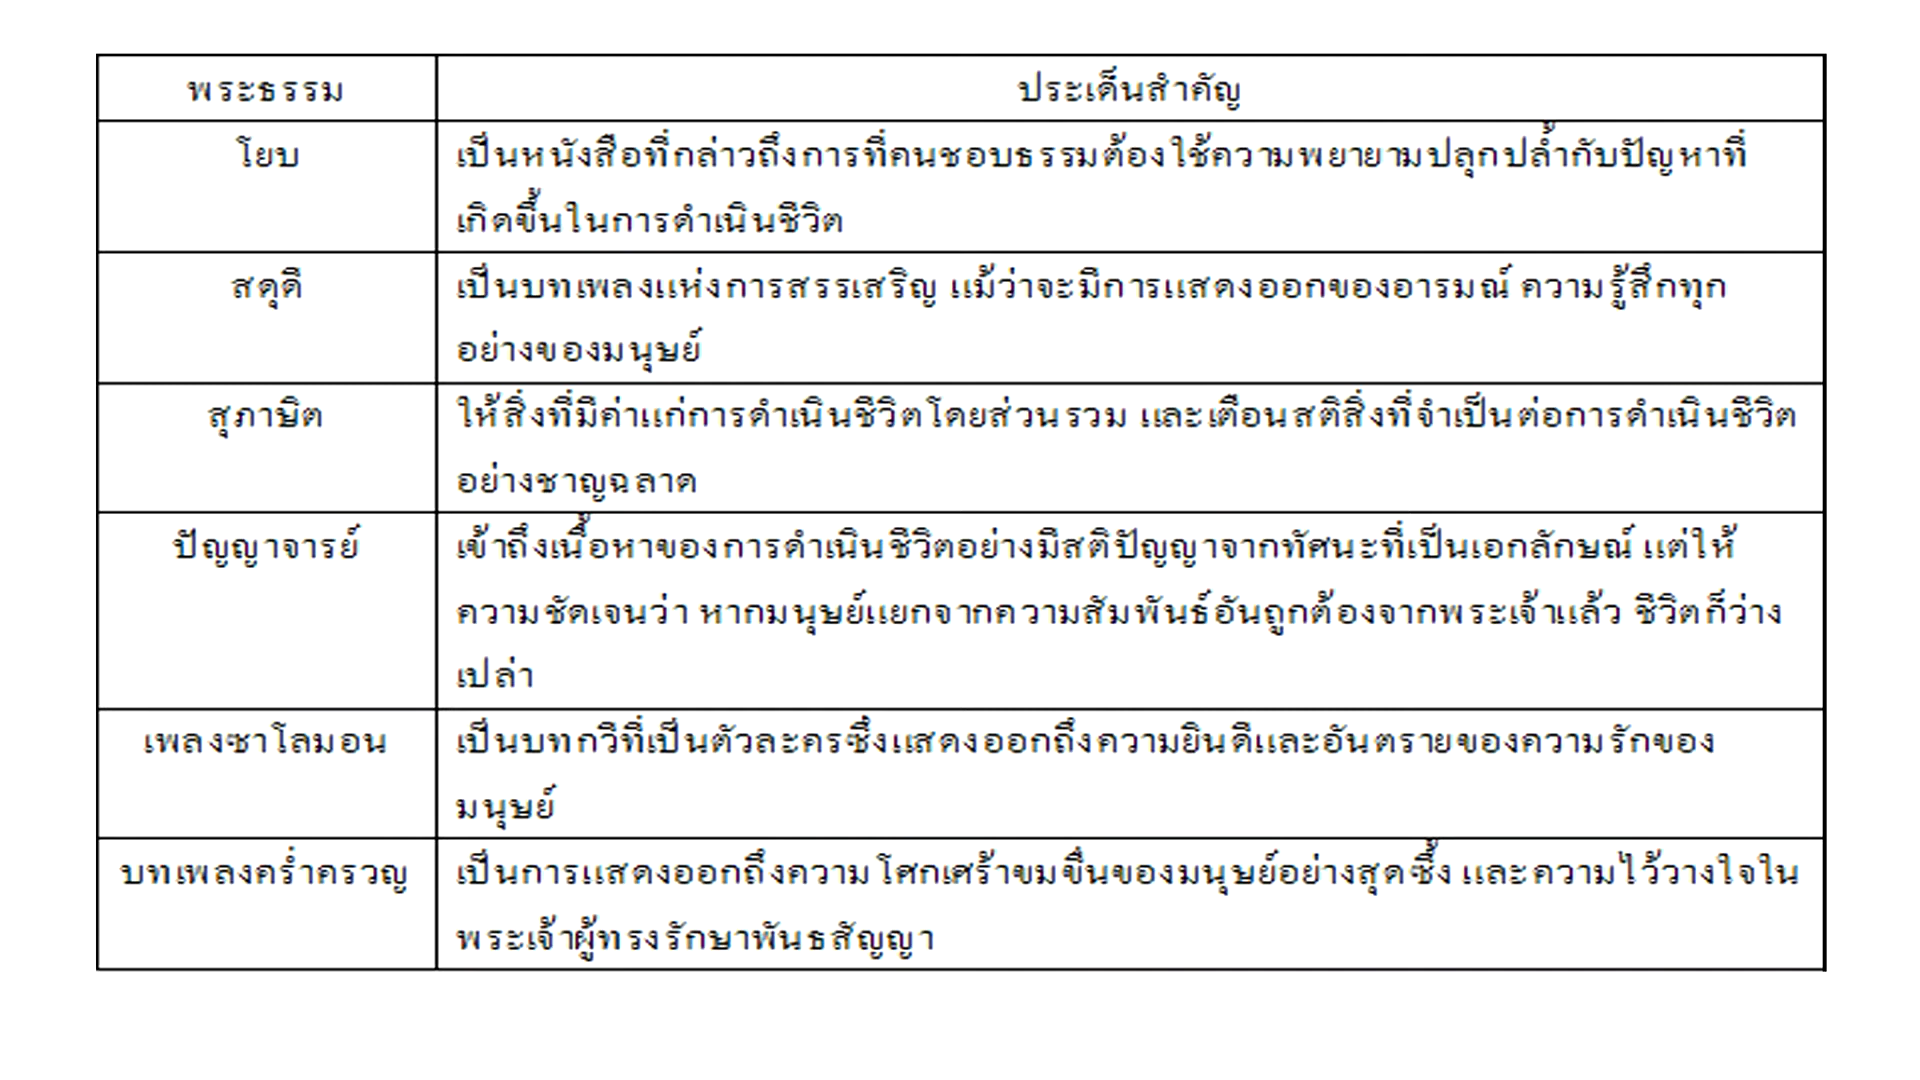 พระธรรม
ประเด็นสำคัญ
โยบ
เป็นหนังสือที่กล่าวถึงการที่คนชอบธรรมต้องใช้ความพยายามปลุกปล้ำกับปัญหาที่
เกิดขึ้นในการดำเนินชีวิต
สดุดี
เป็นบทเพลงแห่งการสรรเสริญ แม้ว่าจะมีการแสดงออกของอารมณ์ ความรู้สึกทุก
อย่างของมนุษย์
สุภาษิต
ให้สิ่งที่มีค่าแก่การดำเนินชีวิตโดยส่วนรวม และเตือนสติสิ่งที่จำเป็นต่อการดำเนินชีวิต
อย่างชาญฉลาด
ปัญญาจารย์
เข้าถึงเนื้อหาของการดำเนินชีวิตอย่างมีสติปัญญาจากทัศนะที่เป็นเอกลักษณ์ แต่ให้
ความชัดเจนว่า หากมนุษย์แยกจากความสัมพันธ์อันถูกต้องจากพระเจ้าแล้ว ชีวิตก็ว่าง
เปล่า
เพลงซาโลมอน
เป็นบทกวีที่เป็นตัวละครซึ่งแสดงออกถึงความยินดีและอันตรายของความรักของ
มนุษย์
บทเพลงคร่ำครวญ
เป็นการแสดงออกถึงความโศกเศร้าขมขื่นของมนุษย์อย่างสุดซึ้ง และความไว้วางใจใน
พระเจ้าผู้ทรงรักษาพันธสัญญา